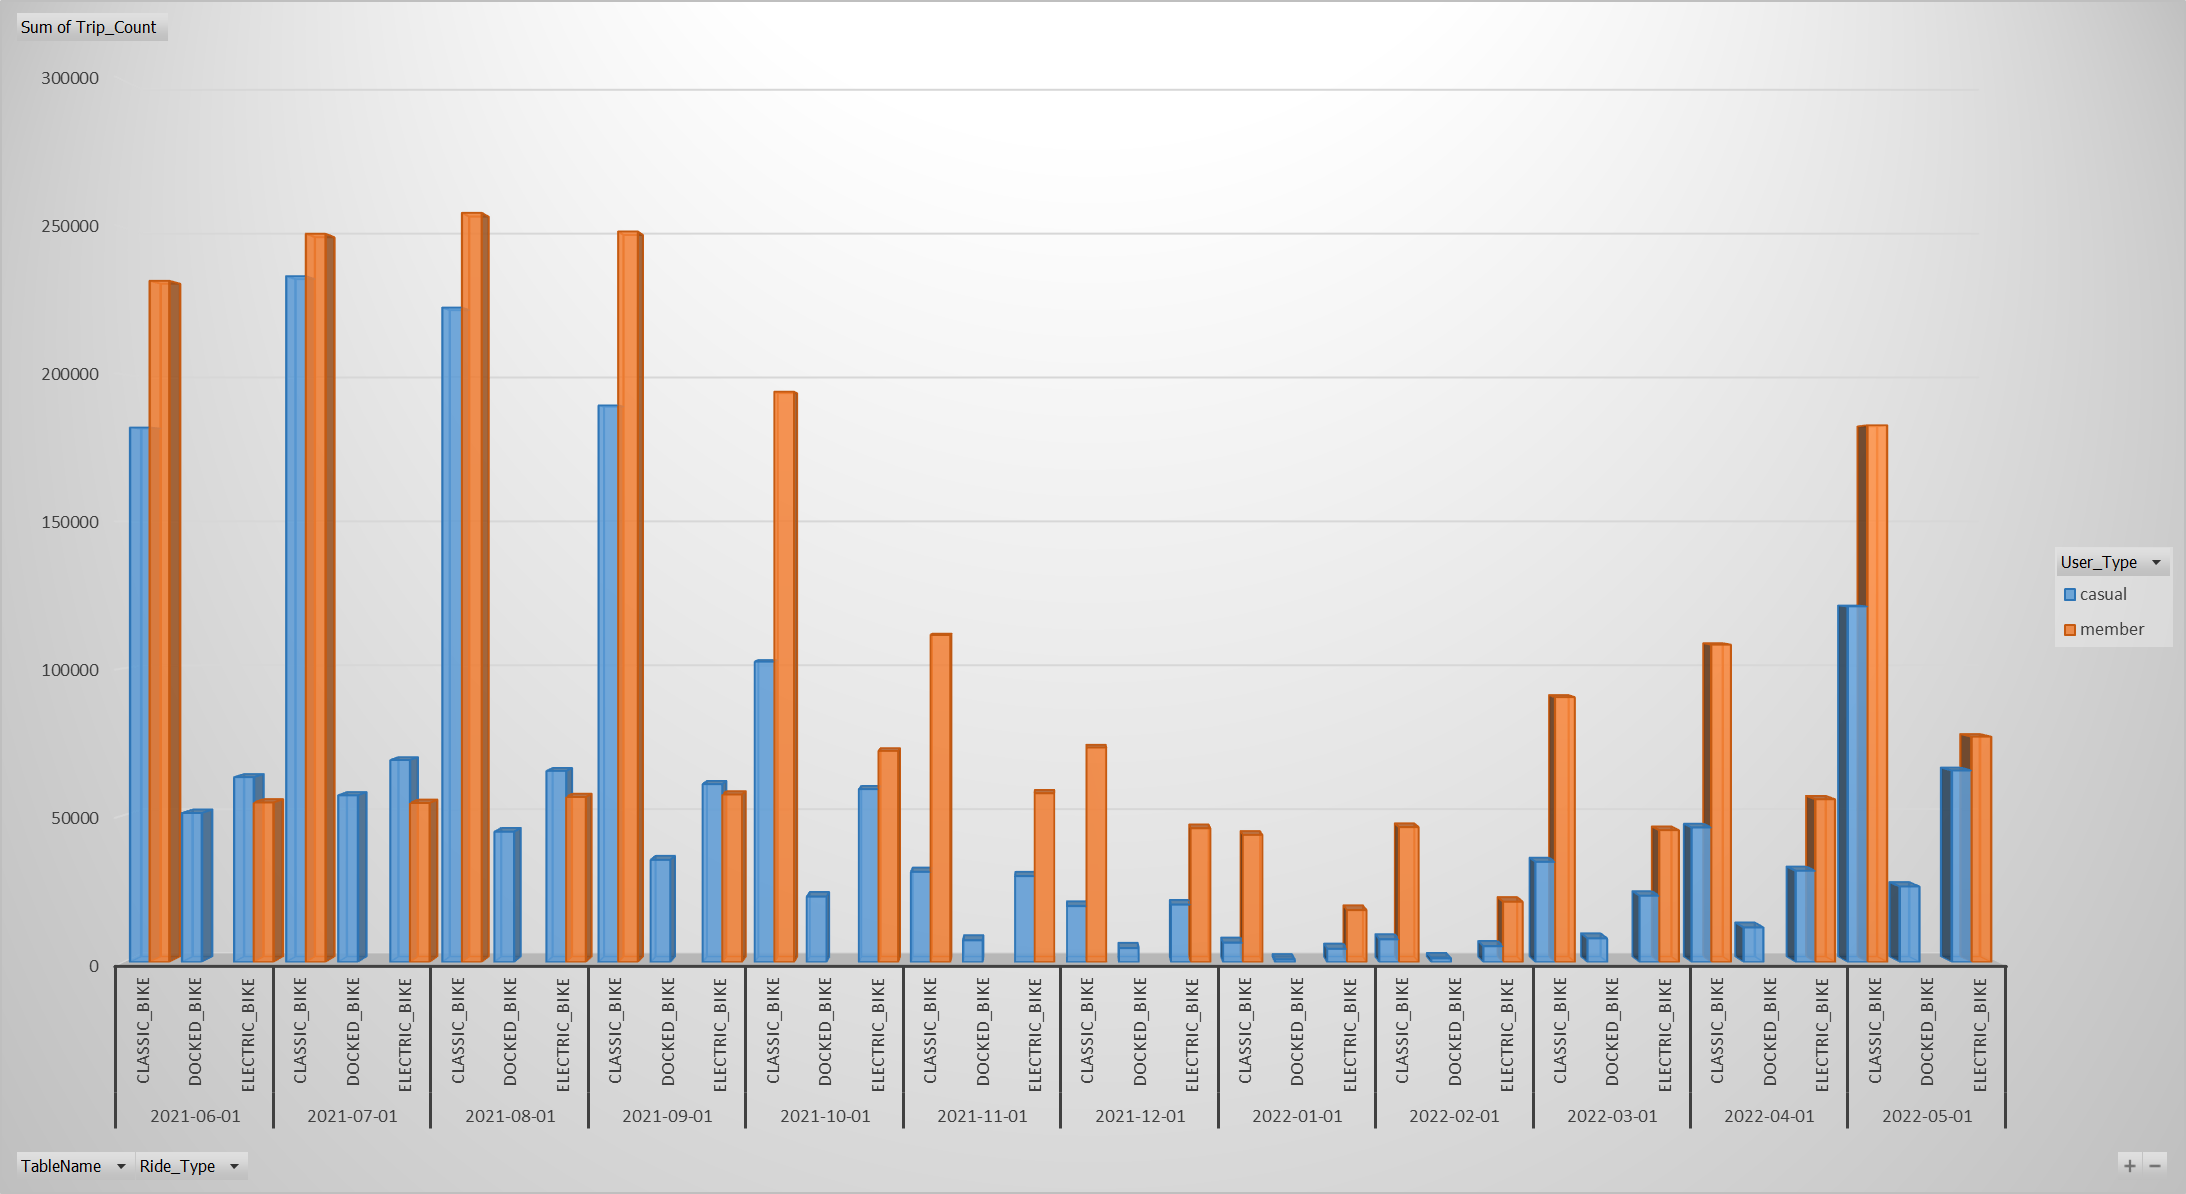 Sum of Trip_Count
300000
250000
200000
150000
100000
50000
0
User_Type
casual
member
CLASSIC_BIKE
DOCKED_BIKE
ELECTRIC_BIKE
CLASSIC_BIKE
DOCKED_BIKE
ELECTRIC_BIKE
CLASSIC_BIKE
DOCKED_BIKE
ELECTRIC_BIKE
CLASSIC_BIKE
DOCKED_BIKE
ELECTRIC_BIKE
CLASSIC_BIKE
DOCKED_BIKE
ELECTRIC_BIKE
CLASSIC_BIKE
DOCKED_BIKE
ELECTRIC_BIKE
CLASSIC_BIKE
DOCKED_BIKE
ELECTRIC_BIKE
CLASSIC_BIKE
DOCKED_BIKE
ELECTRIC_BIKE
CLASSIC_BIKE
DOCKED_BIKE
ELECTRIC_BIKE
CLASSIC_BIKE
DOCKED_BIKE
ELECTRIC_BIKE
CLASSIC_BIKE
DOCKED_BIKE
ELECTRIC_BIKE
CLASSIC_BIKE
DOCKED_BIKE
ELECTRIC_BIKE
2021-06-01
2021-07-01
2021-08-01
2021-09-01
2021-10-01
2021-11-01
2021-12-01
2022-01-01
2022-02-01
2022-03-01
2022-04-01
2022-05-01
TableName
Ride_Type
+ −